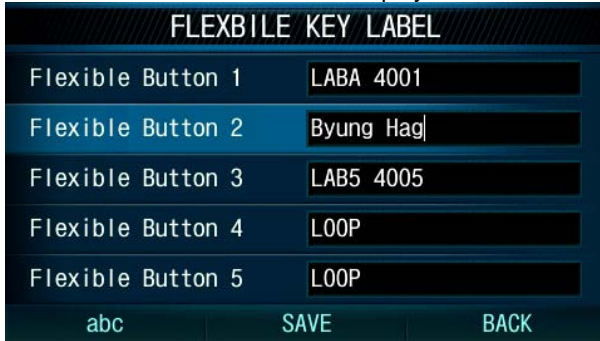 FLEXBILE KEY LABEL
Flexible Button 1 LABA 4001
Flexible Button 2 Byung Hag
Flexible Button 3 LAB5 4005
Flexible Button 4 LOOP
Flexible Button 5 LOOP
abc SAVE BACK